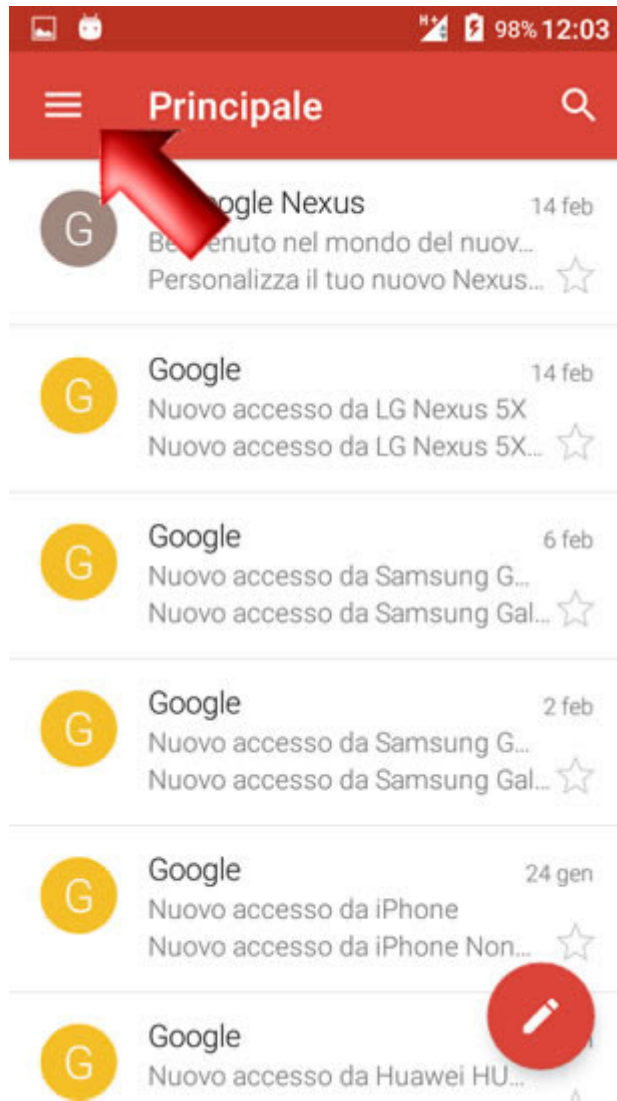 H+ 98% 12:03
Principale
G ogle Nexus 14 feb
Be enuto nel mondo del nuov...
Personalizza il tuo nuovo Nexus...
G Google 14 feb
Nuovo accesso da LG Nexus 5X
Nuovo accesso da LG Nexus 5X...
G Google 6 feb
Nuovo accesso da Samsung G...
Nuovo accesso da Samsung Gal...
G Google 2 feb
Nuovo accesso da Samsung G...
Nuovo accesso da Samsung Gal...
G Google 24 gen
Nuovo accesso da iPhone
Nuovo accesso da iPhone Non...
G Google
Nuovo accesso da Huawei HU...